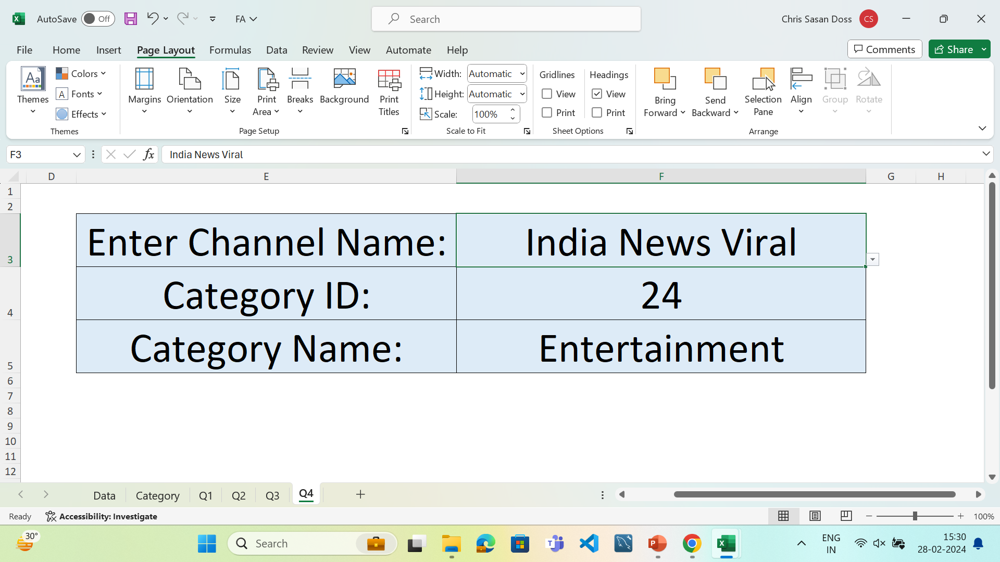 AutoSave Off FA Search Chris Sasan Doss CS
File Home Insert Page Layout Formulas Data Review View Automate Help Comments Share
Aa Themes Colors Fonts Effects
Themes
Margins Orientation Size Print Area Breaks Background Print Titles
Page Setup
Width: Automatic
Height: Automatic
Scale: 100%
Scale to Fit
Gridlines Headings
View View
Print Print
Sheet Options
Bring Forward Send Backward Selection Pane Align Group Rotate
Arrange
F3 fx India News Viral
D E F G H
1
2
3 Enter Channel Name: India News Viral
4 Category ID: 24
5 Category Name: Entertainment
6
7
8
9
10
11
12
Data Category Q1 Q2 Q3 Q4
Ready Accessibility: Investigate 100%
30° Search ENG IN 15:30
28-02-2024